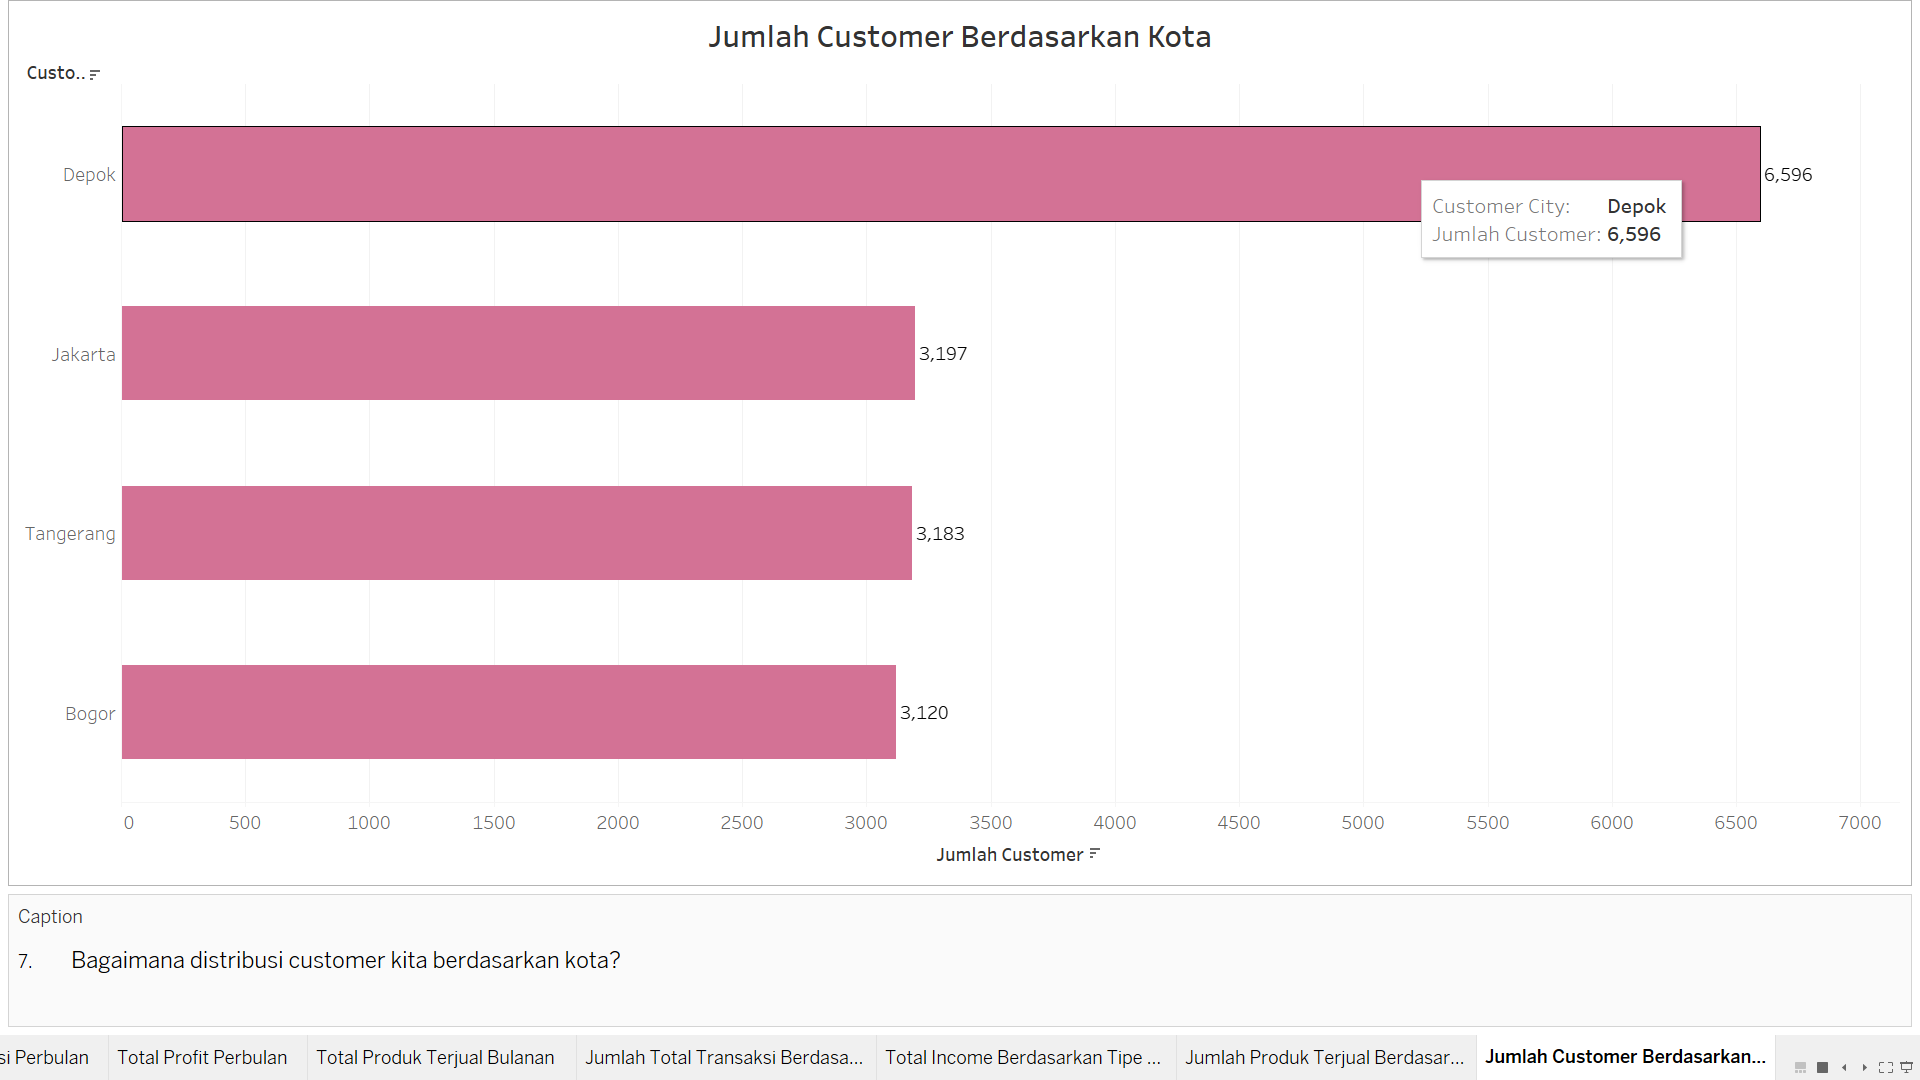 Jumlah Customer Berdasarkan Kota
Custo..
Depok
6,596
Customer City: Depok
Jumlah Customer: 6,596
Jakarta
3,197
Tangerang
3,183
Bogor
3,120
0 500 1000 1500 2000 2500 3000 3500 4000 4500 5000 5500 6000 6500 7000
Jumlah Customer
Caption
7. Bagaimana distribusi customer kita berdasarkan kota?
si Perbulan Total Profit Perbulan Total Produk Terjual Bulanan Jumlah Total Transaksi Berdasa... Total Income Berdasarkan Tipe ... Jumlah Produk Terjual Berdasar... Jumlah Customer Berdasarkan...